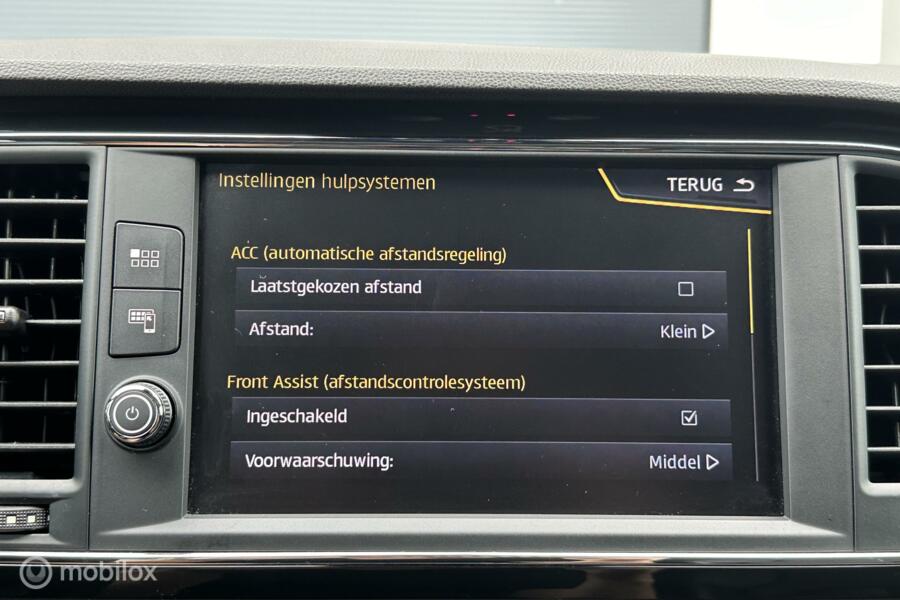 Instellingen hulpsystemen
TERUG
ACC (automatische afstandsregeling)
Laatstgekozen afstand
Afstand:
Klein
Front Assist (afstandscontrolesysteem)
Ingeschakeld
Voorwaarschuwing:
Middel
mobilox